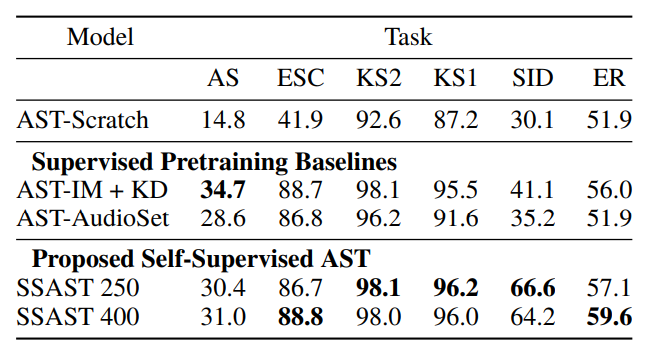 Model Task
AS ESC KS2 KS1 SID ER
AST-Scratch 14.8 41.9 92.6 87.2 30.1 51.9
Supervised Pretraining Baselines
AST-IM + KD 34.7 88.7 98.1 95.5 41.1 56.0
AST-AudioSet 28.6 86.8 96.2 91.6 35.2 51.9
Proposed Self-Supervised AST
SSAST 250 30.4 86.7 98.1 96.2 66.6 57.1
SSAST 400 31.0 88.8 98.0 96.0 64.2 59.6